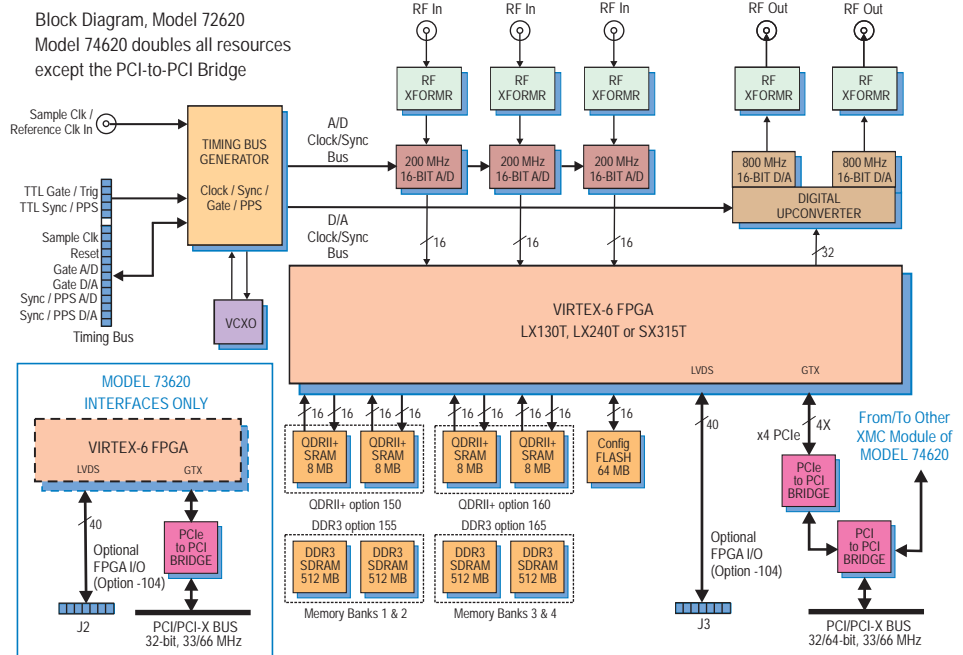 Block Diagram, Model 72620
Model 74620 doubles all resources
except the PCI-to-PCI Bridge
RF In
RF In
RF In
RF Out
RF Out
RF
XFORMR
RF
XFORMR
RF
XFORMR
RF
XFORMR
RF
XFORMR
Sample Clk /
Reference Clk In
TIMING BUS
GENERATOR
Clock / Sync /
Gate / PPS
A/D
Clock/Sync
Bus
200 MHz
16-BIT A/D
200 MHz
16-BIT A/D
200 MHz
16-BIT A/D
800 MHz
16-BIT D/A
800 MHz
16-BIT D/A
DIGITAL
UPCONVERTER
TTL Gate / Trig
TTL Sync / PPS
Sample Clk
Reset
Gate A/D
Gate D/A
Sync / PPS A/D
Sync / PPS D/A
Timing Bus
D/A
Clock/Sync
Bus
16
16
16
32
VCXO
VIRTEX-6 FPGA
LX130T, LX240T or SX315T
LVDS
GTX
MODEL 73620
INTERFACES ONLY
VIRTEX-6 FPGA
LVDS
GTX
40
PCIe
to PCI
BRIDGE
Optional
FPGA I/O
(Option -104)
J2
PCI/PCI-X BUS
32-bit, 33/66 MHz
16
16
16
16
16
16
16
16
16
QDRII+
SRAM
8 MB
QDRII+
SRAM
8 MB
QDRII+
SRAM
8 MB
QDRII+
SRAM
8 MB
Config
FLASH
64 MB
QDRII+ option 150
QDRII+ option 160
DDR3 option 155
DDR3 option 165
DDR3
SDRAM
512 MB
DDR3
SDRAM
512 MB
DDR3
SDRAM
512 MB
DDR3
SDRAM
512 MB
Memory Banks 1 & 2
Memory Banks 3 & 4
40
Optional
FPGA I/O
(Option -104)
J3
4X
x4 PCIe
PCIe
to PCI
BRIDGE
From/To Other
XMC Module of
MODEL 74620
PCI
to PCI
BRIDGE
PCI/PCI-X BUS
32/64-bit, 33/66 MHz